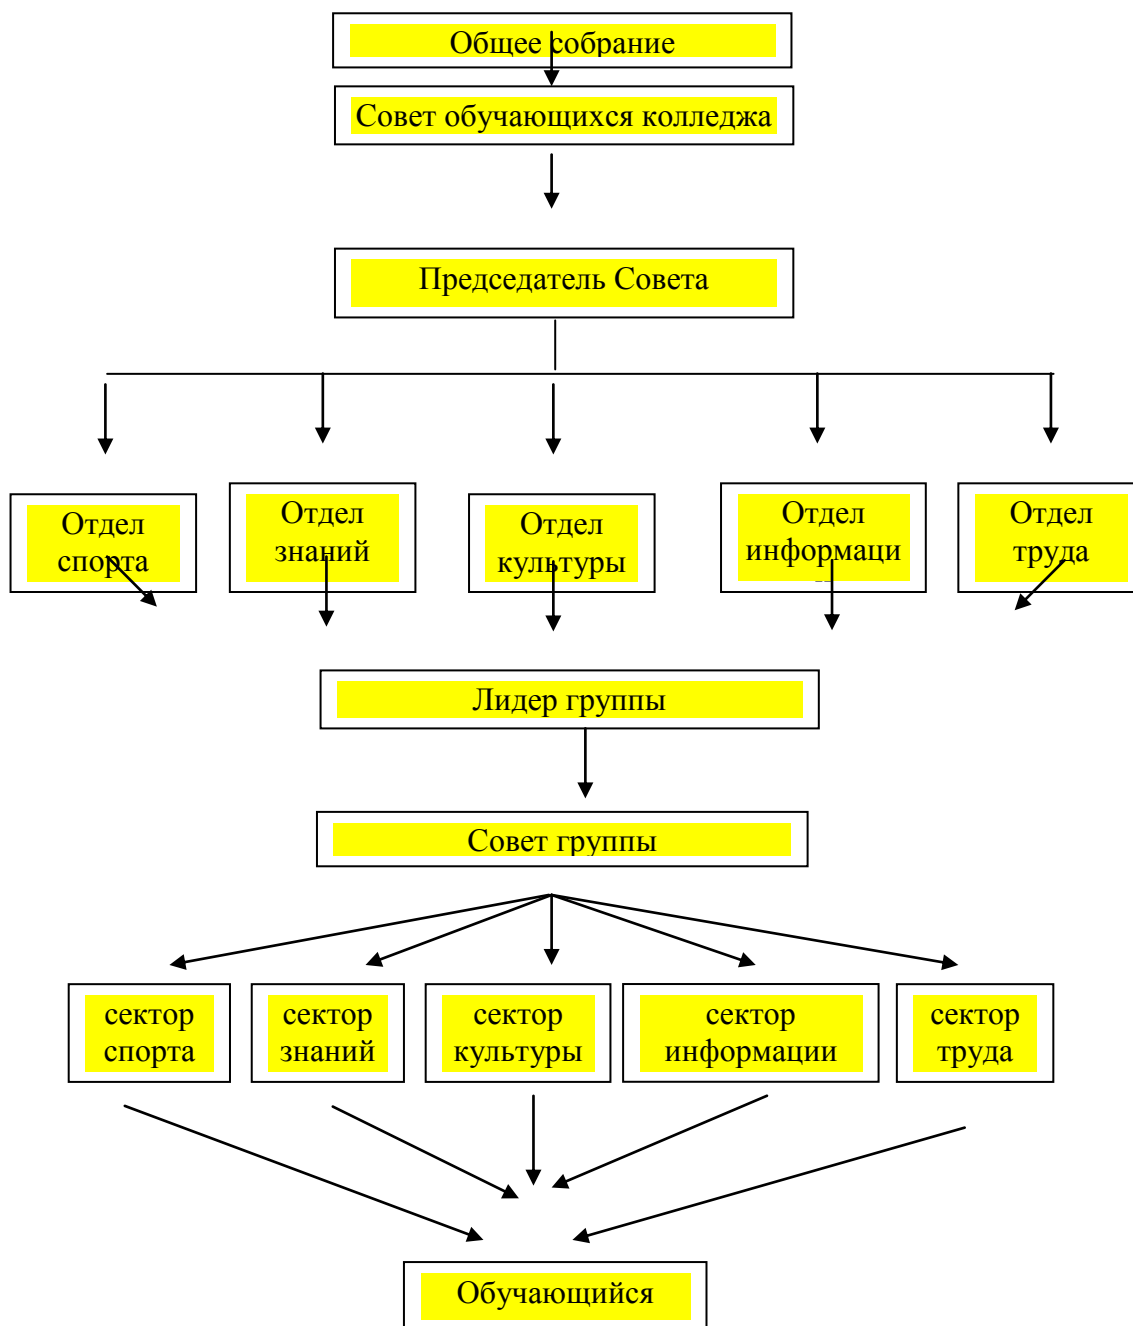 Общее собрание
Совет обучающихся колледжа
Председатель Совета
Отдел
спорта
Отдел
знаний
Отдел
культуры
Отдел
информаци
Отдел
труда
Лидер группы
Совет группы
сектор
спорта
сектор
знаний
сектор
культуры
сектор
информации
сектор
труда
Обучающийся